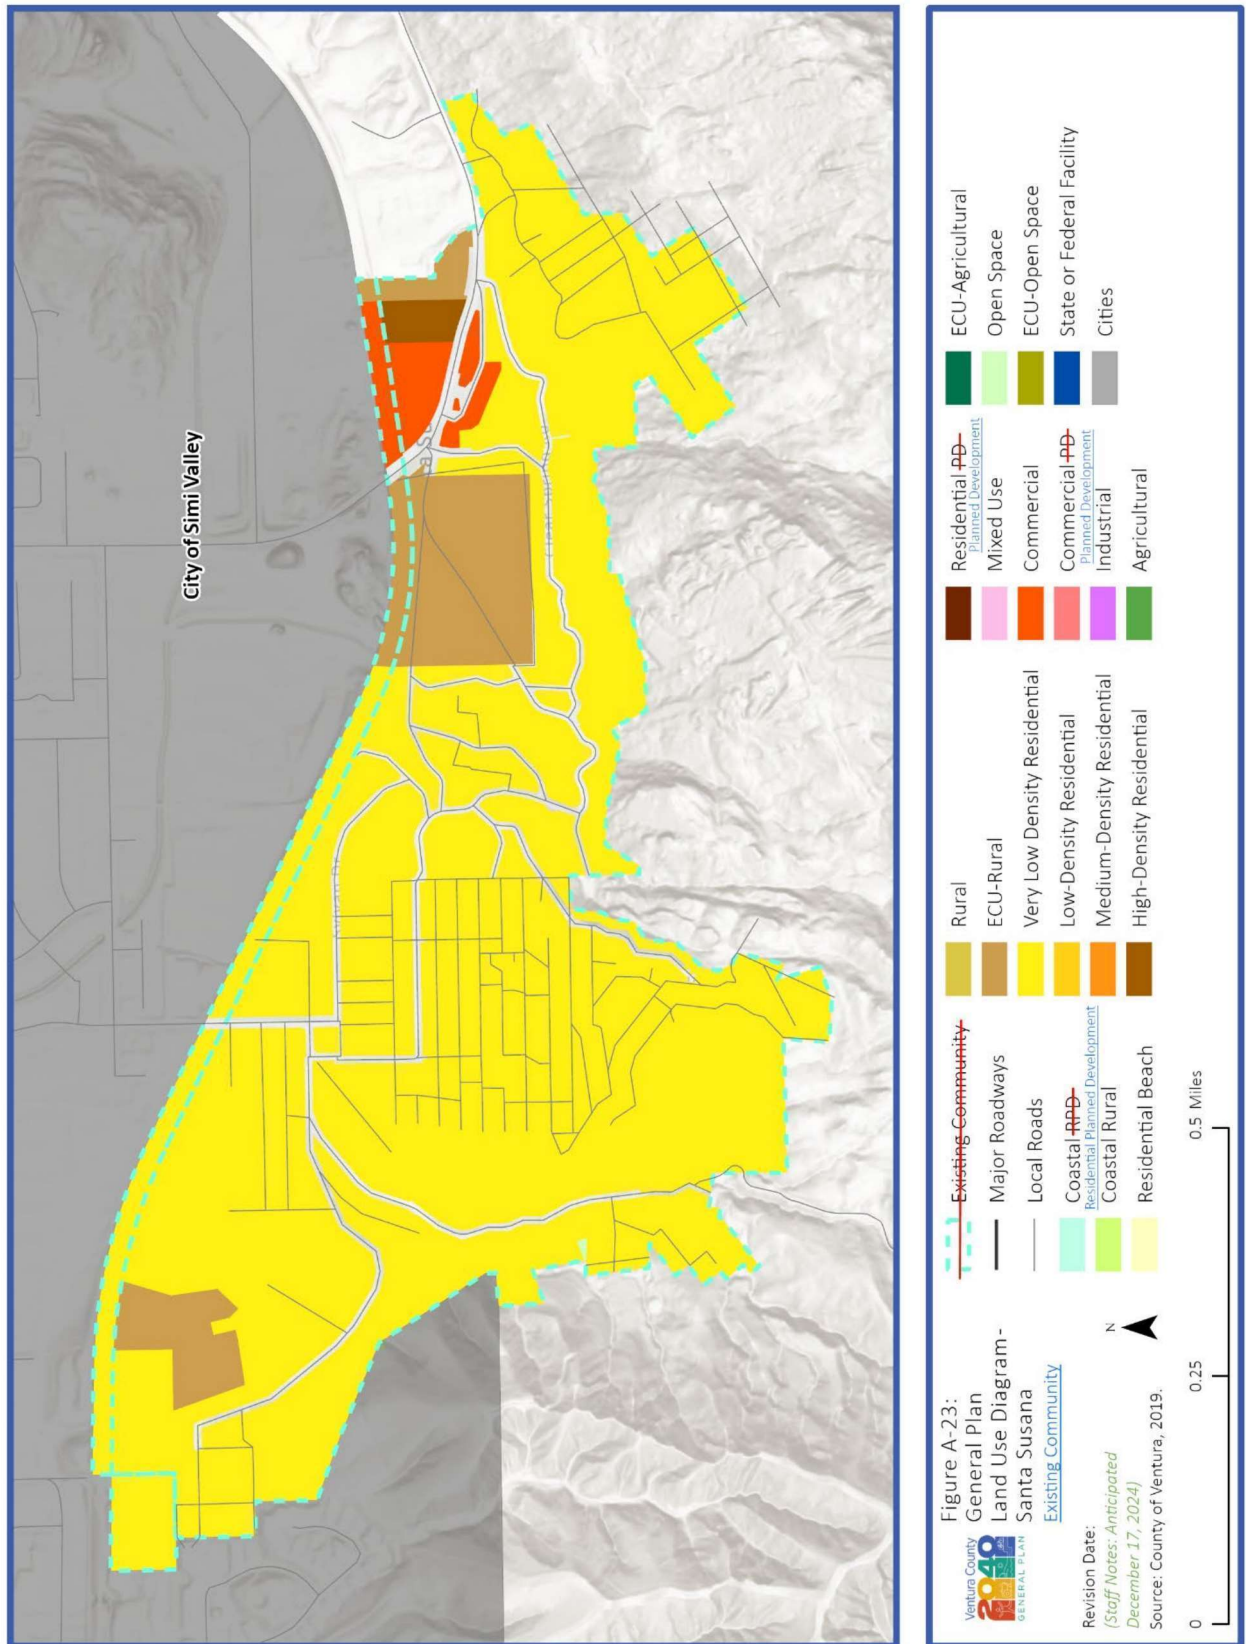 City of Simi Valley
Ventura County
2040
GENERAL PLAN
Figure A-23:
General Plan
Land Use Diagram-
Santa Susana
Existing Community
Revision Date:
(Staff Notes: Anticipated
December 17, 2024)
Source: County of Ventura, 2019.
N
0
0.25
0.5 Miles
Existing Community
Major Roadways
Local Roads
Coastal RPD
Residential Planned Development
Coastal Rural
Residential Beach
Rural
ECU-Rural
Very Low Density Residential
Low-Density Residential
Medium-Density Residential
High-Density Residential
Residential PD
Planned Development
Mixed Use
Commercial
Commercial PD
Planned Development
Industrial
Agricultural
ECU-Agricultural
Open Space
ECU-Open Space
State or Federal Facility
Cities